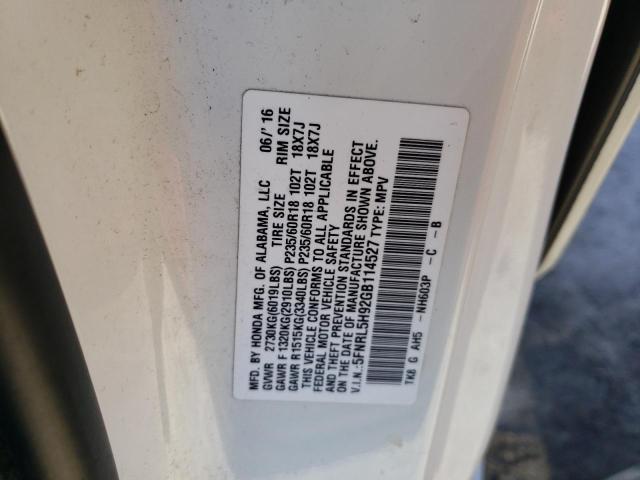 MFD. BY HONDA MFG. OF ALABAMA, LLC 06/'16
GVWR 2730KG(6019LBS) TIRE SIZE RIM SIZE
GAWR F 1320KG(2910LBS) P235/60R18 102T 18X7J
GAWR R1515KG(3340LBS) P235/60R18 102T 18X7J
THIS VEHICLE CONFORMS TO ALL APPLICABLE
FEDERAL MOTOR VEHICLE SAFETY
AND THEFT PREVENTION STANDARDS IN EFFECT
ON THE DATE OF MANUFACTURE SHOWN ABOVE.
V.I.N.:5FNRL5H92GB114527 TYPE: MPV
TK8 G AH5 -NH603P -C -B